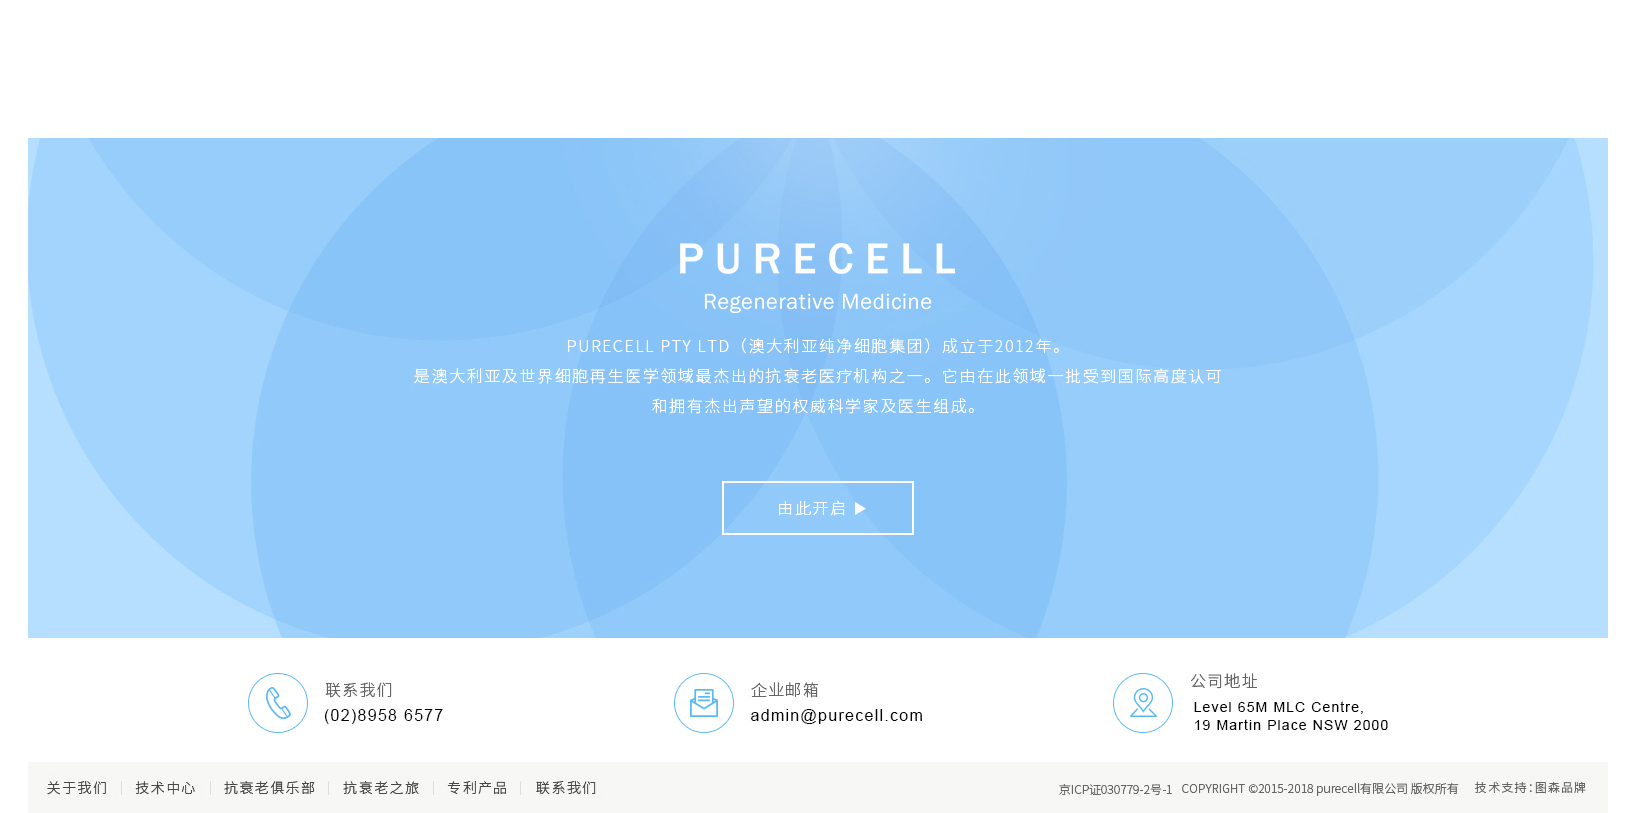 PURECELL
Regenerative Medicine
PURECELL PTY LTD（澳大利亚纯净细胞集团）成立于2012年。
是澳大利亚及世界细胞再生医学领域最杰出的抗衰老医疗机构之一。它由在此领域一批受到国际高度认可
和拥有杰出声望的权威科学家及医生组成。
由此开启
联系我们
(02)8958 6577
企业邮箱
admin@purecell.com
公司地址
Level 65M MLC Centre,
19 Martin Place NSW 2000
关于我们 | 技术中心 | 抗衰老俱乐部 | 抗衰老之旅 | 专利产品 | 联系我们
京ICP证030779-2号-1 COPYRIGHT ©2015-2018 purecell有限公司 版权所有 技术支持：图森品牌